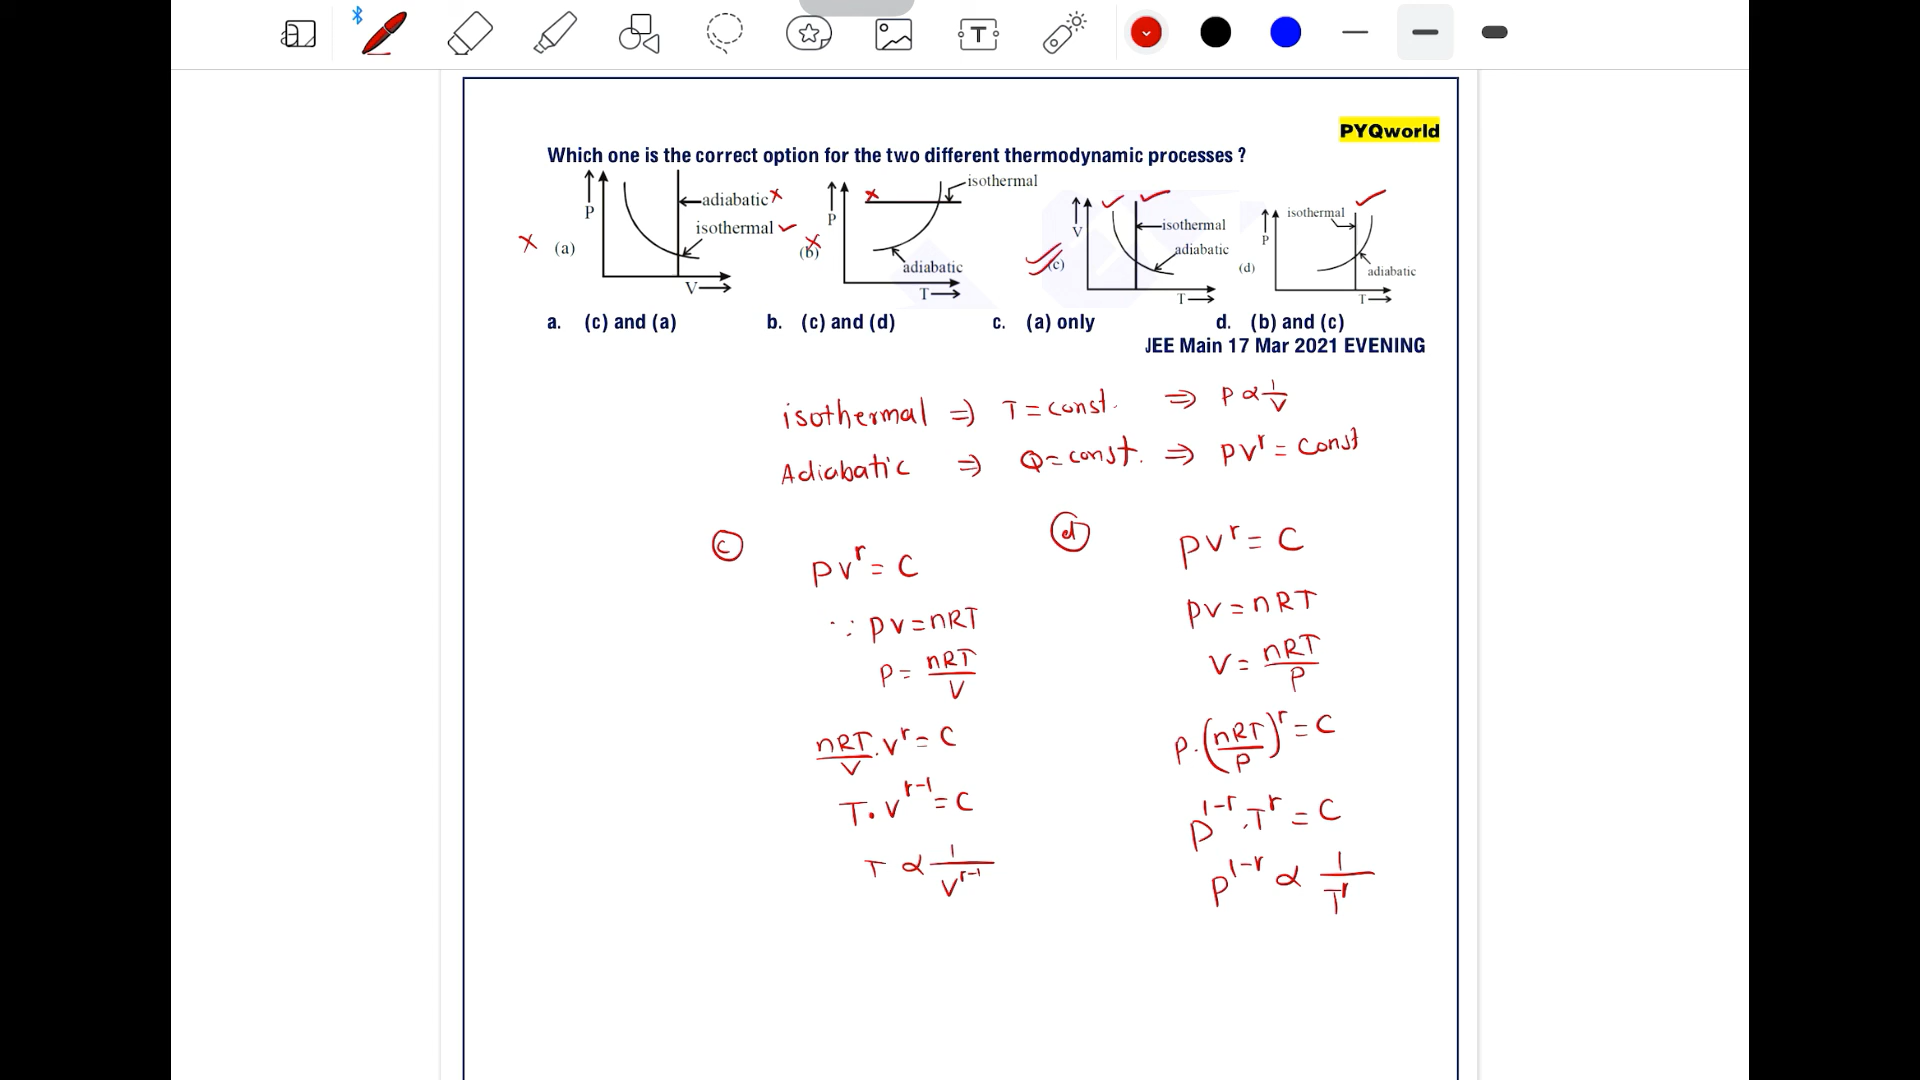 PYQworld
Which one is the correct option for the two different thermodynamic processes ?
P
adiabatic ×
isothermal ✓
× (a)
V
P
×
isothermal
× (b)
adiabatic
T
✓ ✓
V
isothermal
adiabatic
(c)
T
✓
P
isothermal
adiabatic
(d)
T
a. (c) and (a) b. (c) and (d) c. (a) only d. (b) and (c)
JEE Main 17 Mar 2021 EVENING
isothermal ⇒ T = const. ⇒ P ∝ 1/V
Adiabatic ⇒ Q = const. ⇒ PV^r = Const
(c)
PV^r = C
∵ PV = nRT
P = nRT/V
nRT/V . V^r = C
T . V^(r-1) = C
T ∝ 1/V^(r-1)
(d)
PV^r = C
PV = nRT
V = nRT/P
P . (nRT/P)^r = C
P^(1-r) . T^r = C
P^(1-r) ∝ 1/T^r